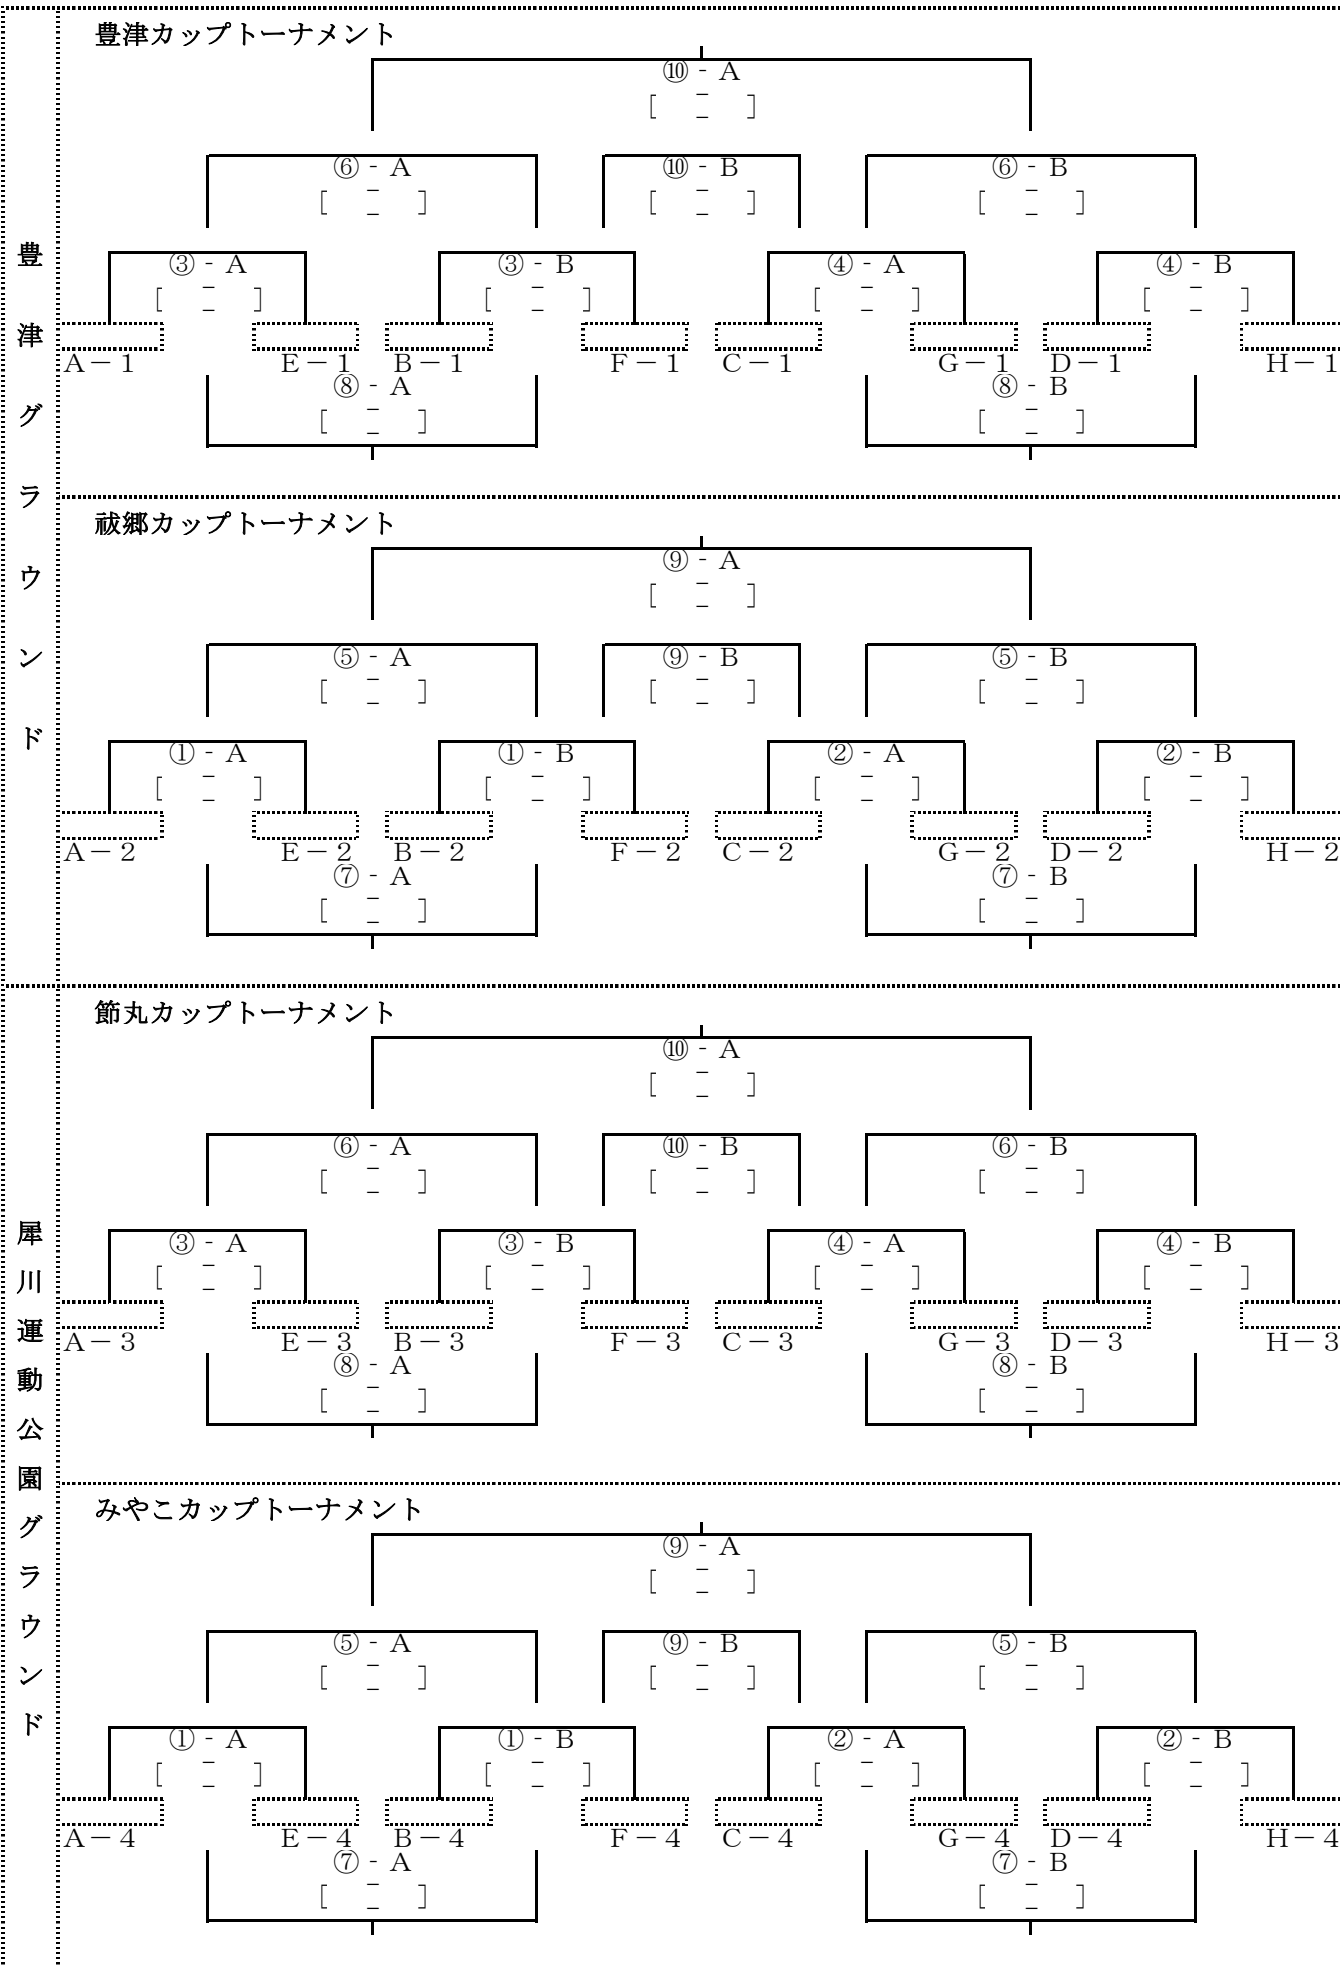 豊津グラウンド
豊津カップトーナメント
⑩ - A
[ - - ]
⑥ - A ⑩ - B ⑥ - B
[ - - ] [ - - ] [ - - ]
③ - A ③ - B ④ - A ④ - B
[ - - ] [ - - ] [ - - ] [ - - ]
A－1 E－1 B－1 F－1 C－1 G－1 D－1 H－1
⑧ - A ⑧ - B
[ - - ] [ - - ]
祓郷カップトーナメント
⑨ - A
[ - - ]
⑤ - A ⑨ - B ⑤ - B
[ - - ] [ - - ] [ - - ]
① - A ① - B ② - A ② - B
[ - - ] [ - - ] [ - - ] [ - - ]
A－2 E－2 B－2 F－2 C－2 G－2 D－2 H－2
⑦ - A ⑦ - B
[ - - ] [ - - ]
犀川運動公園グラウンド
節丸カップトーナメント
⑩ - A
[ - - ]
⑥ - A ⑩ - B ⑥ - B
[ - - ] [ - - ] [ - - ]
③ - A ③ - B ④ - A ④ - B
[ - - ] [ - - ] [ - - ] [ - - ]
A－3 E－3 B－3 F－3 C－3 G－3 D－3 H－3
⑧ - A ⑧ - B
[ - - ] [ - - ]
みやこカップトーナメント
⑨ - A
[ - - ]
⑤ - A ⑨ - B ⑤ - B
[ - - ] [ - - ] [ - - ]
① - A ① - B ② - A ② - B
[ - - ] [ - - ] [ - - ] [ - - ]
A－4 E－4 B－4 F－4 C－4 G－4 D－4 H－4
⑦ - A ⑦ - B
[ - - ] [ - - ]